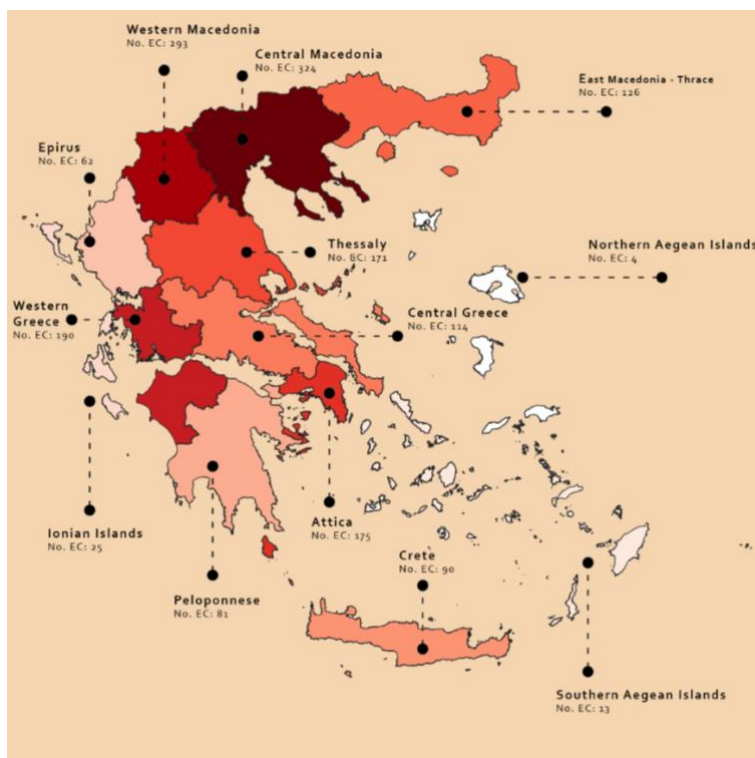 Western Macedonia
No. EC: 293
Central Macedonia
No. EC: 324
East Macedonia - Thrace
No. EC: 126
Epirus
No. EC: 62
Thessaly
No. EC: 171
Northern Aegean Islands
No. EC: 4
Western
Greece
No. EC: 190
Central Greece
No. EC: 114
Ionian Islands
No. EC: 25
Attica
No. EC: 175
Crete
No. EC: 90
Peloponnese
No. EC: 81
Southern Aegean Islands
No. EC: 13